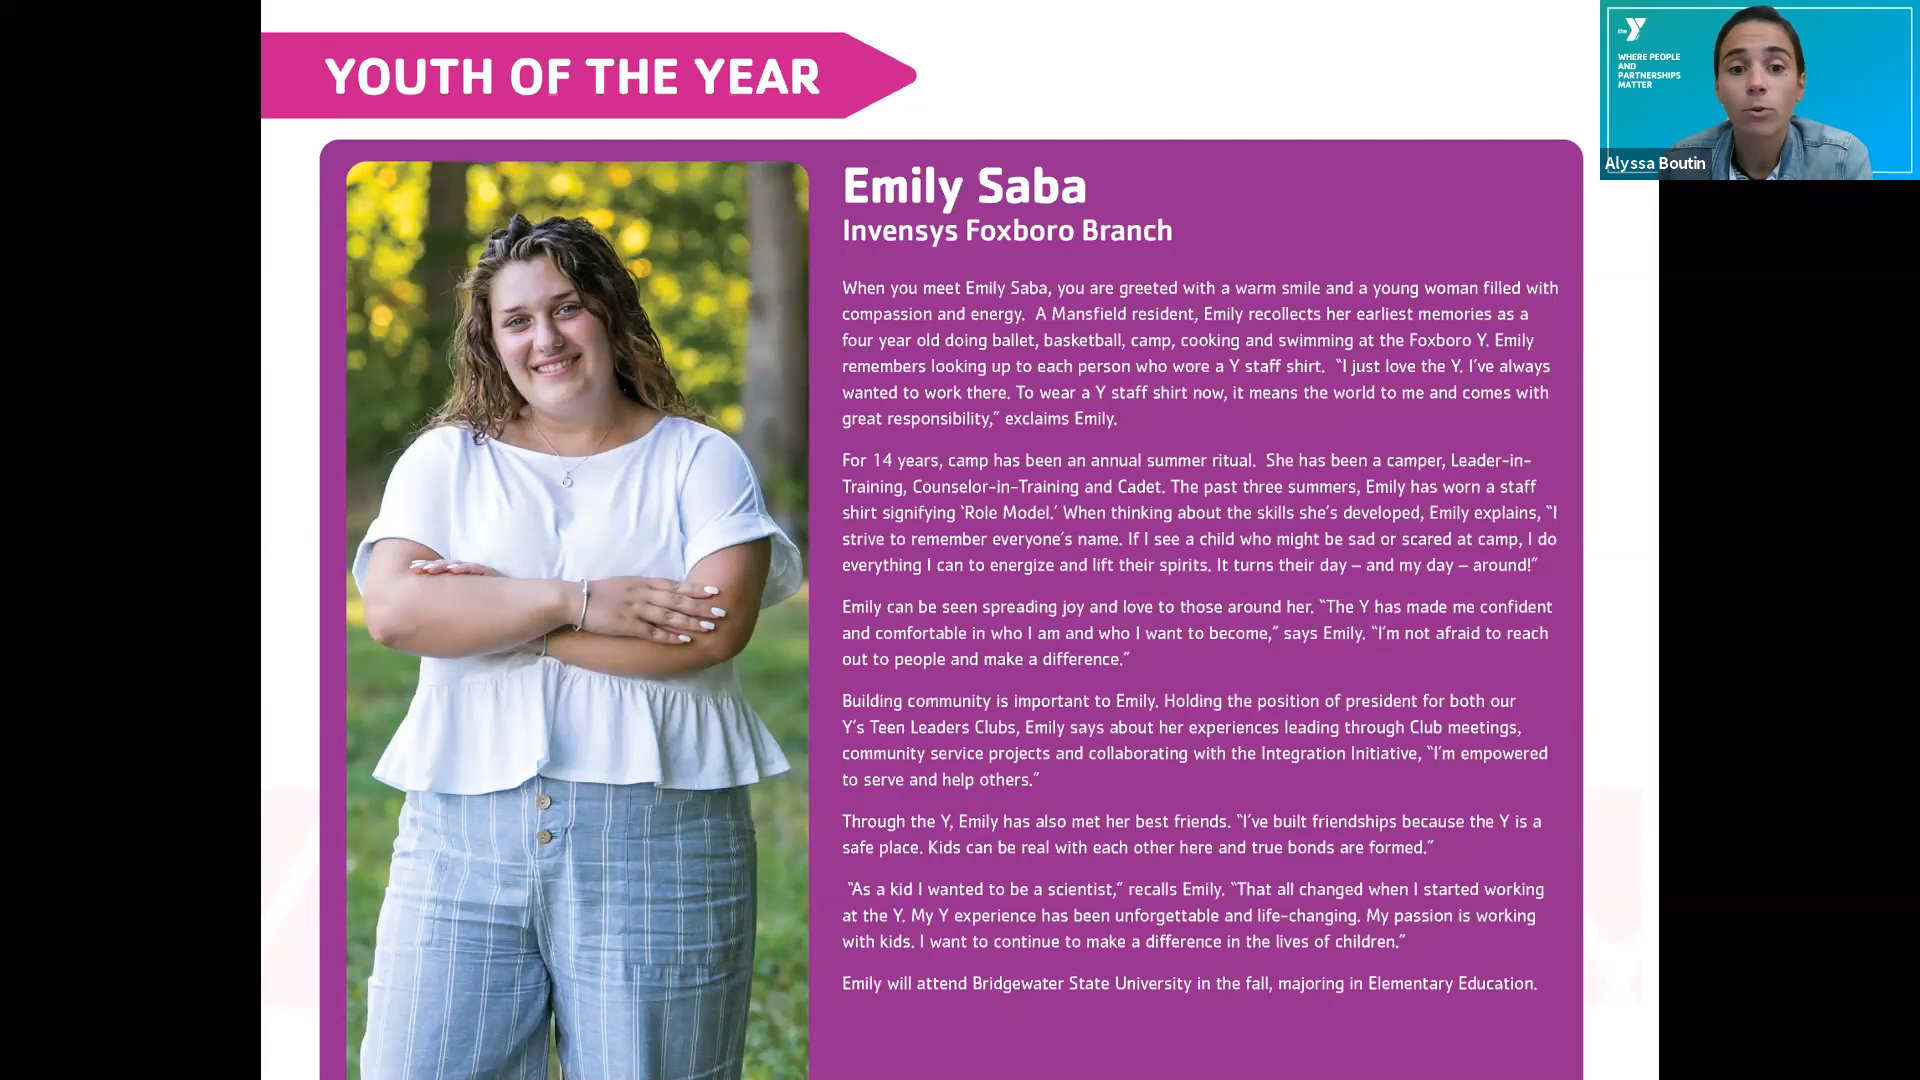 YOUTH OF THE YEAR
the Y
WHERE PEOPLE
AND
PARTNERSHIPS
MATTER
Alyssa Boutin
Emily Saba
Invensys Foxboro Branch
When you meet Emily Saba, you are greeted with a warm smile and a young woman filled with
compassion and energy.  A Mansfield resident, Emily recollects her earliest memories as a
four year old doing ballet, basketball, camp, cooking and swimming at the Foxboro Y. Emily
remembers looking up to each person who wore a Y staff shirt.  “I just love the Y. I’ve always
wanted to work there. To wear a Y staff shirt now, it means the world to me and comes with
great responsibility,” exclaims Emily.
For 14 years, camp has been an annual summer ritual.  She has been a camper, Leader-in-
Training, Counselor-in-Training and Cadet. The past three summers, Emily has worn a staff
shirt signifying ‘Role Model.’ When thinking about the skills she’s developed, Emily explains, “I
strive to remember everyone’s name. If I see a child who might be sad or scared at camp, I do
everything I can to energize and lift their spirits. It turns their day – and my day – around!”
Emily can be seen spreading joy and love to those around her. “The Y has made me confident
and comfortable in who I am and who I want to become,” says Emily. “I’m not afraid to reach
out to people and make a difference.”
Building community is important to Emily. Holding the position of president for both our
Y’s Teen Leaders Clubs, Emily says about her experiences leading through Club meetings,
community service projects and collaborating with the Integration Initiative, “I’m empowered
to serve and help others.”
Through the Y, Emily has also met her best friends. “I’ve built friendships because the Y is a
safe place. Kids can be real with each other here and true bonds are formed.”
“As a kid I wanted to be a scientist,” recalls Emily. “That all changed when I started working
at the Y. My Y experience has been unforgettable and life-changing. My passion is working
with kids. I want to continue to make a difference in the lives of children.”
Emily will attend Bridgewater State University in the fall, majoring in Elementary Education.